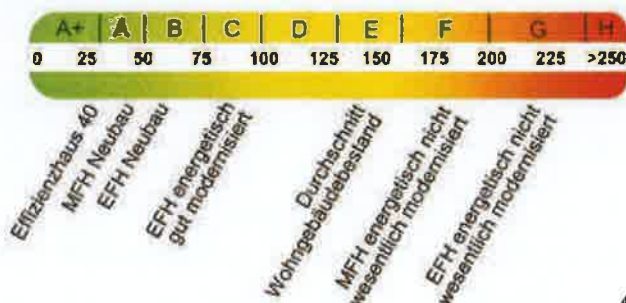 A+ A B C D E F G H
0 25 50 75 100 125 150 175 200 225 >250
Effizienzhaus 40
MFH Neubau
EFH Neubau
EFH energetisch
gut modernisiert
Durchschnitt
Wohngebäudebestand
MFH energetisch nicht
wesentlich modernisiert
EFH energetisch nicht
wesentlich modernisiert